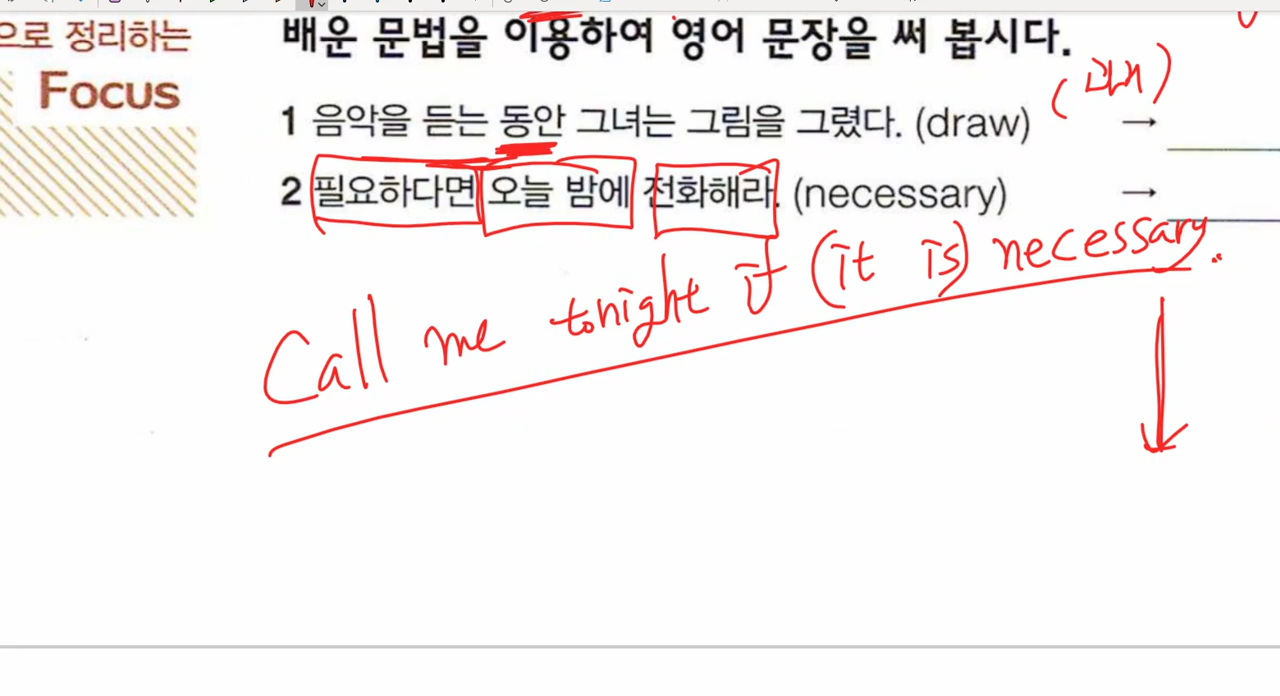 으로 정리하는
Focus
배운 문법을 이용하여 영어 문장을 써 봅시다.
1 음악을 듣는 동안 그녀는 그림을 그렸다. (draw) →
2 필요하다면 오늘 밤에 전화해라. (necessary) →
Call me tonight if (it is) necessary.